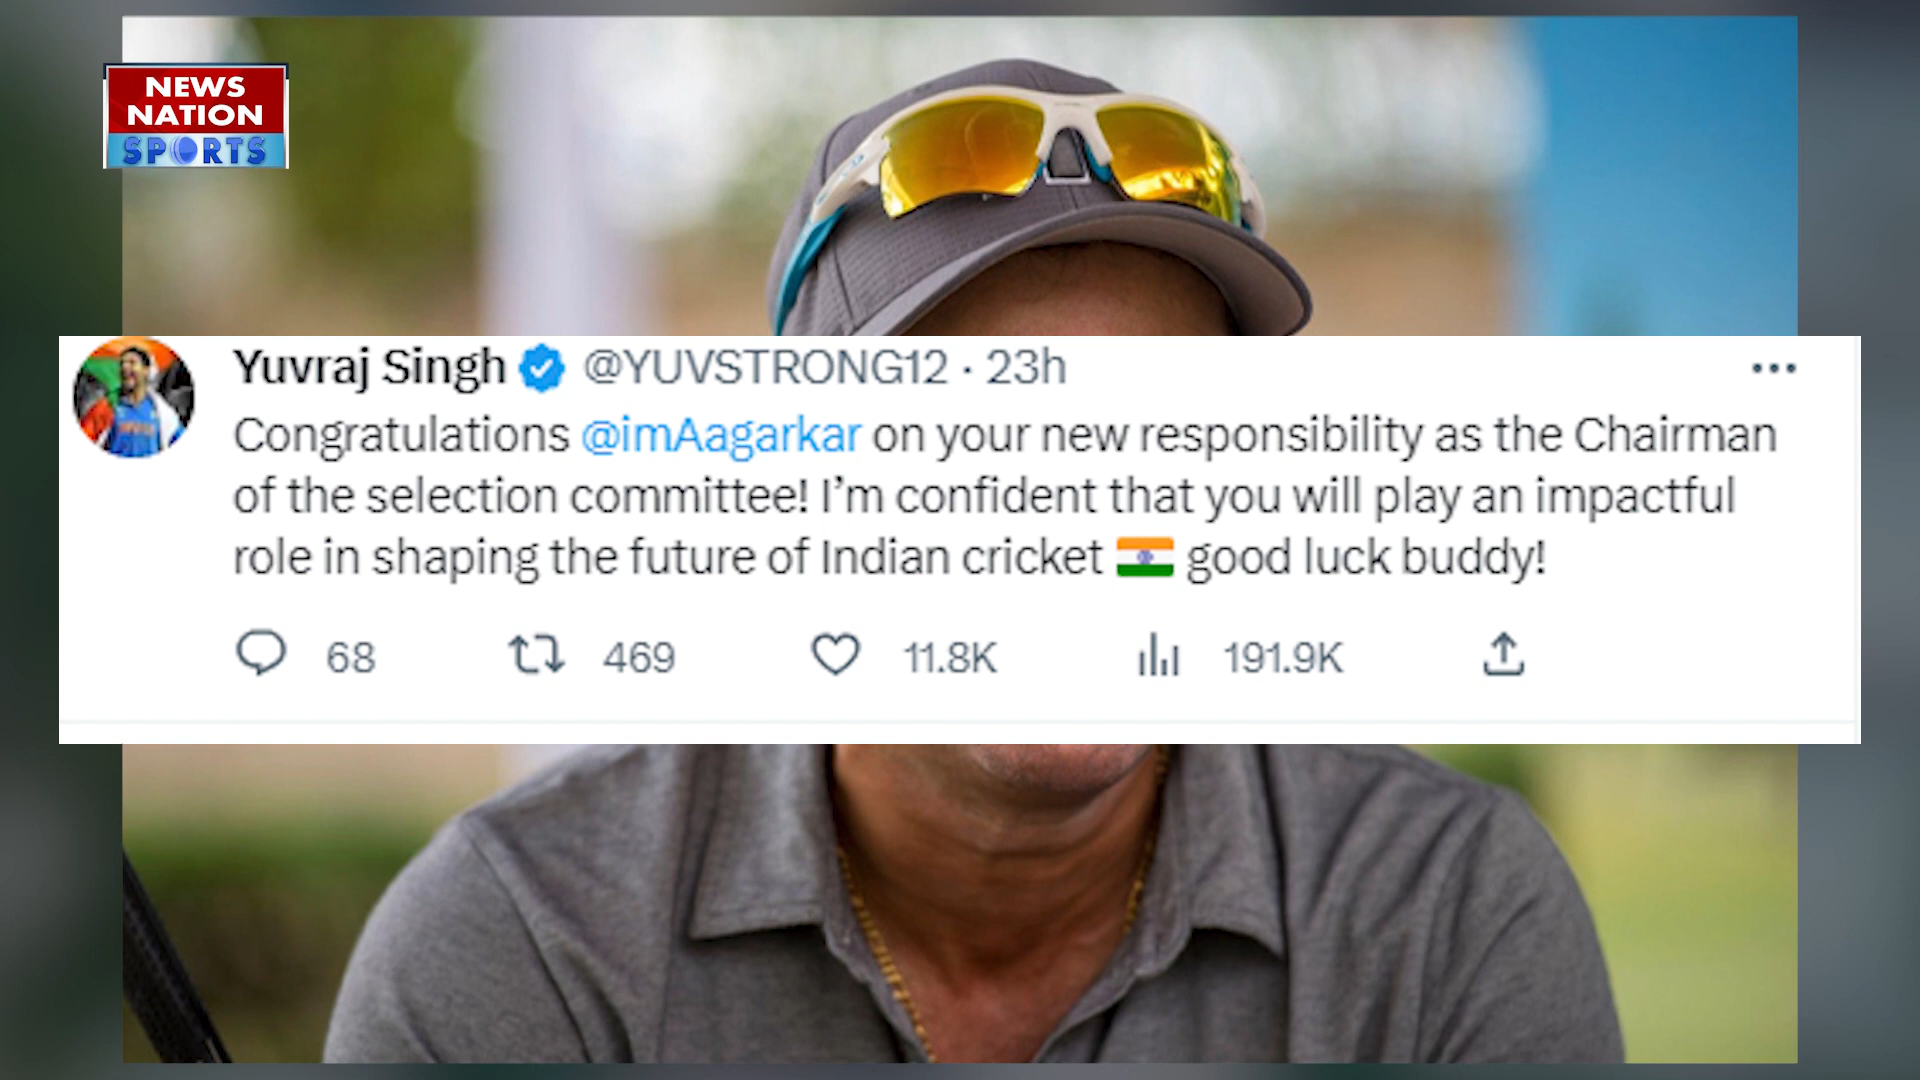 NEWS
NATION
SPORTS
Yuvraj Singh @YUVSTRONG12 · 23h
Congratulations @imAagarkar on your new responsibility as the Chairman
of the selection committee! I’m confident that you will play an impactful
role in shaping the future of Indian cricket 🇮🇳 good luck buddy!
68 469 11.8K 191.9K